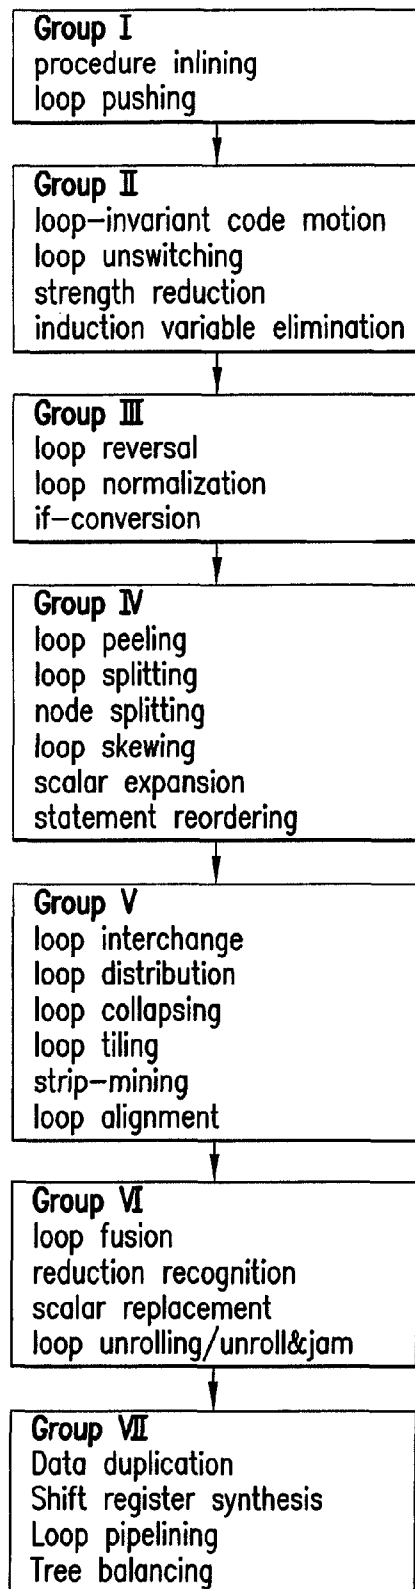 Group I
procedure inlining
loop pushing
Group II
loop-invariant code motion
loop unswitching
strength reduction
induction variable elimination
Group III
loop reversal
loop normalization
if-conversion
Group IV
loop peeling
loop splitting
node splitting
loop skewing
scalar expansion
statement reordering
Group V
loop interchange
loop distribution
loop collapsing
loop tiling
strip-mining
loop alignment
Group VI
loop fusion
reduction recognition
scalar replacement
loop unrolling/unroll&jam
Group VII
Data duplication
Shift register synthesis
Loop pipelining
Tree balancing